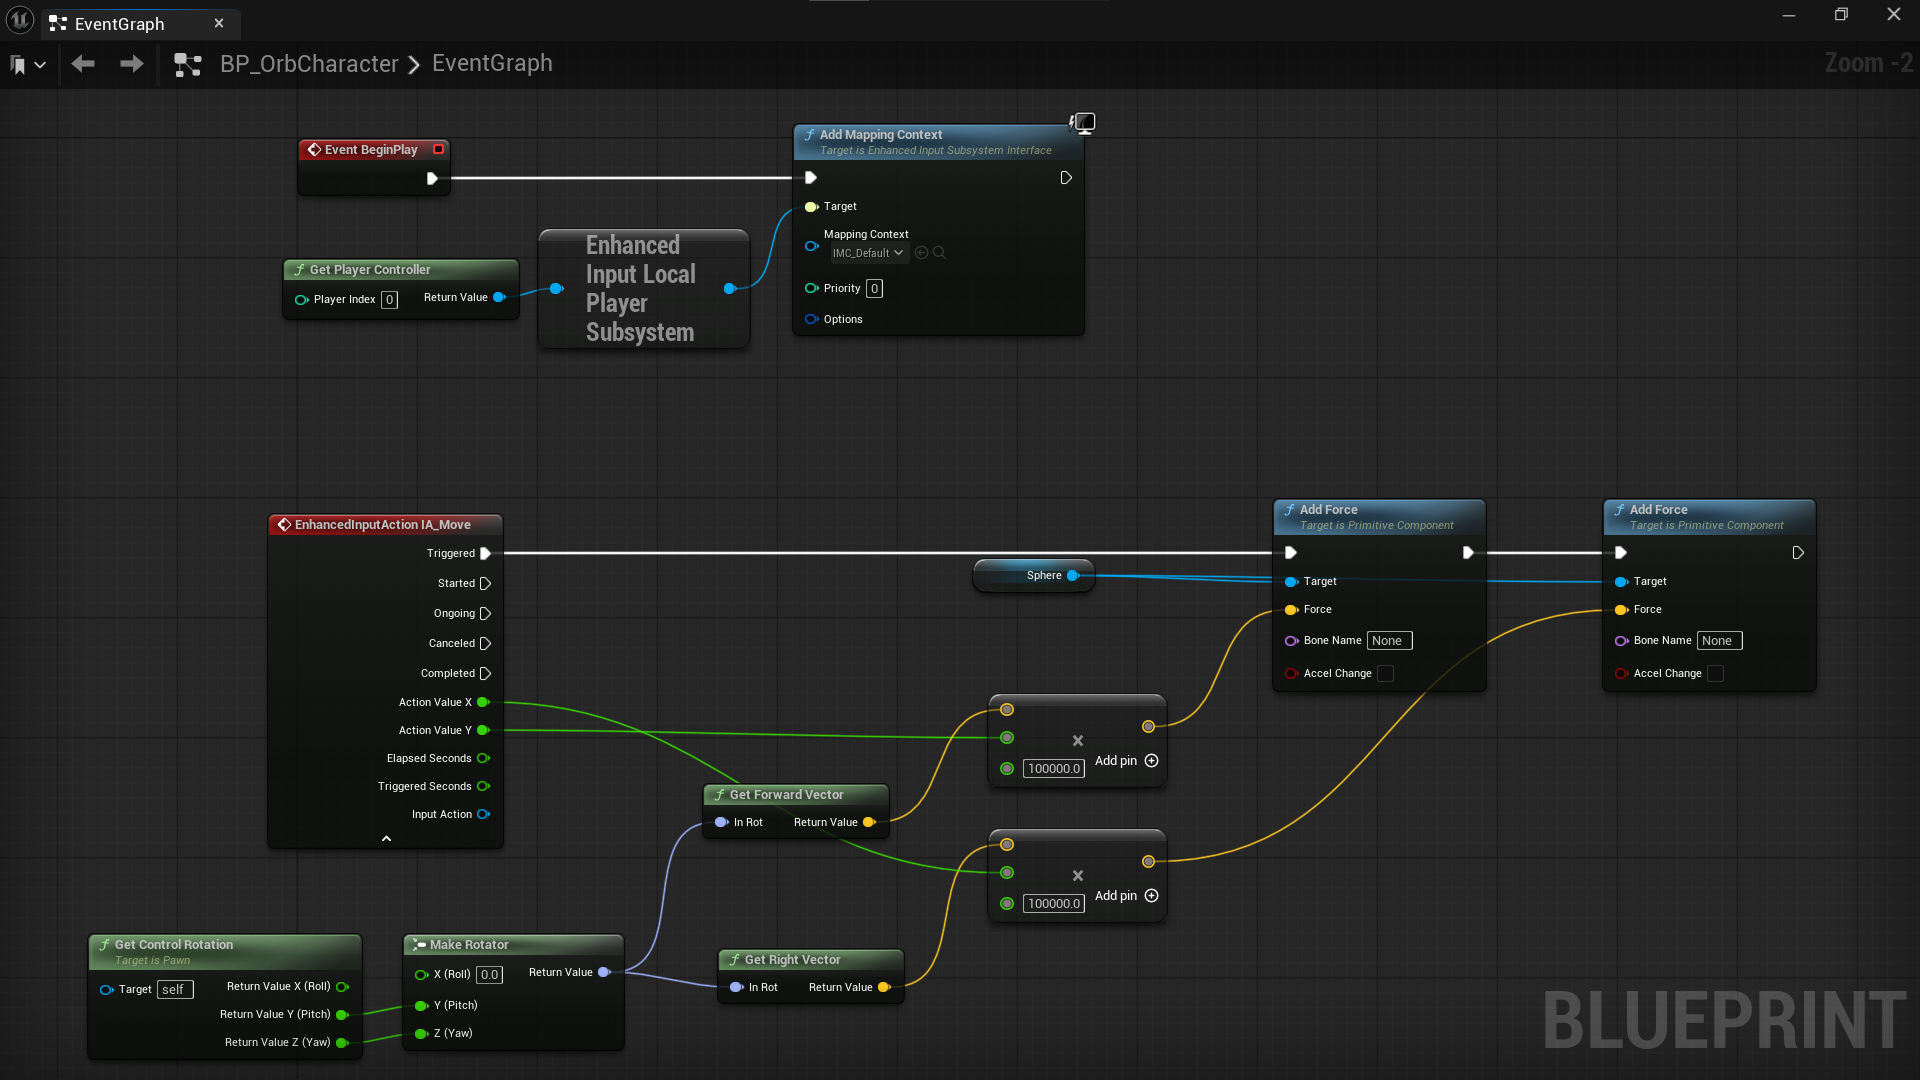 EventGraph
BP_OrbCharacter
EventGraph
Zoom -2
Event BeginPlay
Add Mapping Context
Target is Enhanced Input Subsystem Interface
Target
Mapping Context
IMC_Default
Priority
0
Options
Get Player Controller
Player Index
0
Return Value
Enhanced
Input Local
Player
Subsystem
EnhancedInputAction IA_Move
Triggered
Started
Ongoing
Canceled
Completed
Action Value X
Action Value Y
Elapsed Seconds
Triggered Seconds
Input Action
Sphere
Add Force
Target is Primitive Component
Target
Force
Bone Name
None
Accel Change
Add Force
Target is Primitive Component
Target
Force
Bone Name
None
Accel Change
100000.0
Add pin
Get Forward Vector
In Rot
Return Value
100000.0
Add pin
Get Control Rotation
Target is Pawn
Target
self
Return Value X (Roll)
Return Value Y (Pitch)
Return Value Z (Yaw)
Make Rotator
X (Roll)
0.0
Return Value
Y (Pitch)
Z (Yaw)
Get Right Vector
In Rot
Return Value
BLUEPRINT